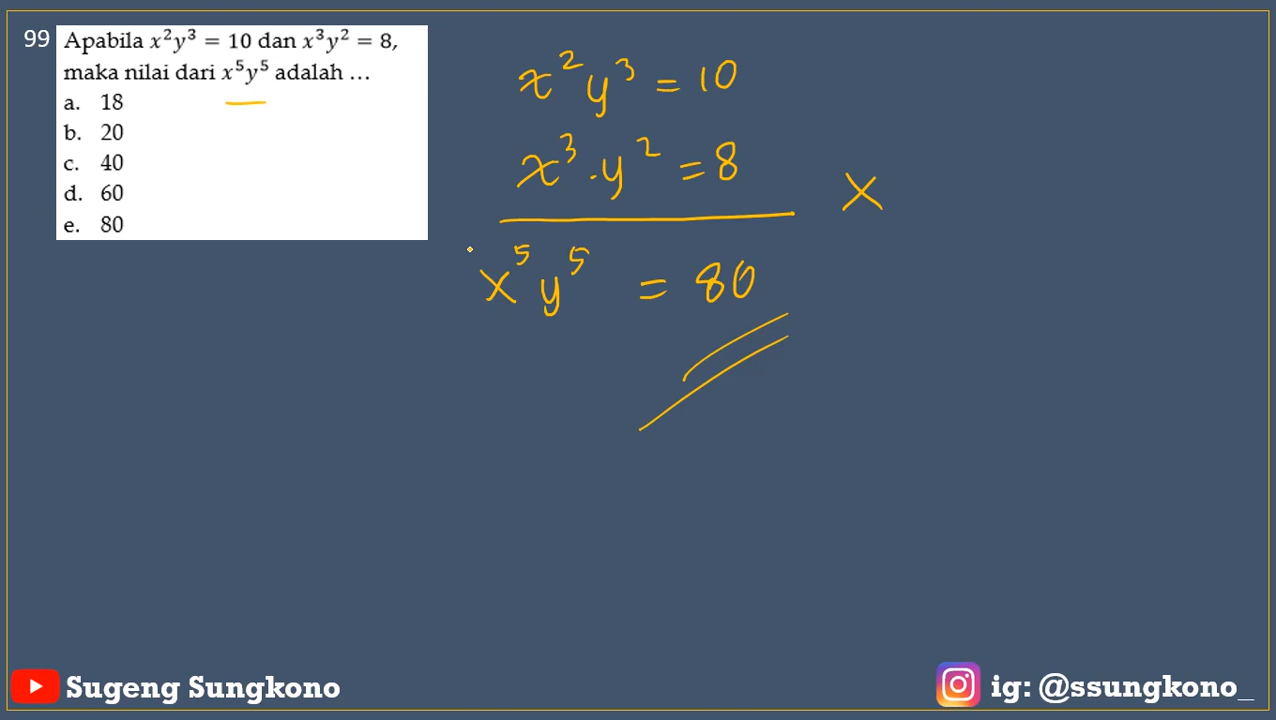 99
Apabila x²y³ = 10 dan x³y² = 8,
maka nilai dari x⁵y⁵ adalah …
a. 18
b. 20
c. 40
d. 60
e. 80
x²y³ = 10
x³·y² = 8
x
x⁵y⁵ = 80
Sugeng Sungkono
ig: @ssungkono_